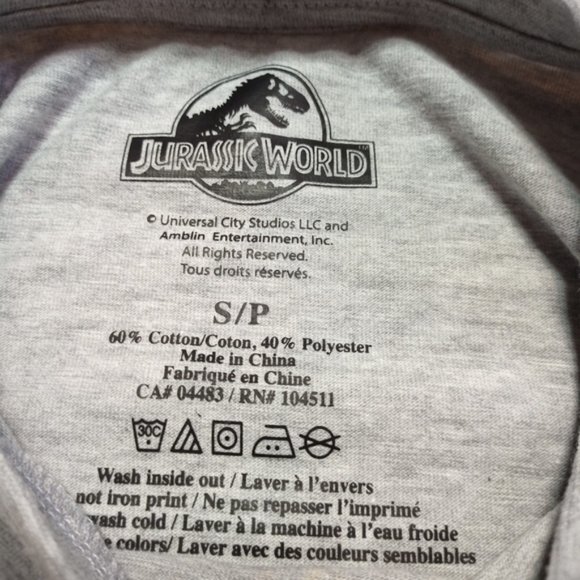 JURASSIC WORLD
© Universal City Studios LLC and
Amblin Entertainment, Inc.
All Rights Reserved.
Tous droits réservés.
S/P
60% Cotton/Coton, 40% Polyester
Made in China
Fabriqué en Chine
CA# 04483 / RN# 104511
30C
Wash inside out / Laver à l'envers
not iron print / Ne pas repasser l'imprimé
wash cold / Laver à la machine à l'eau froide
colors/ Laver avec des couleurs semblables